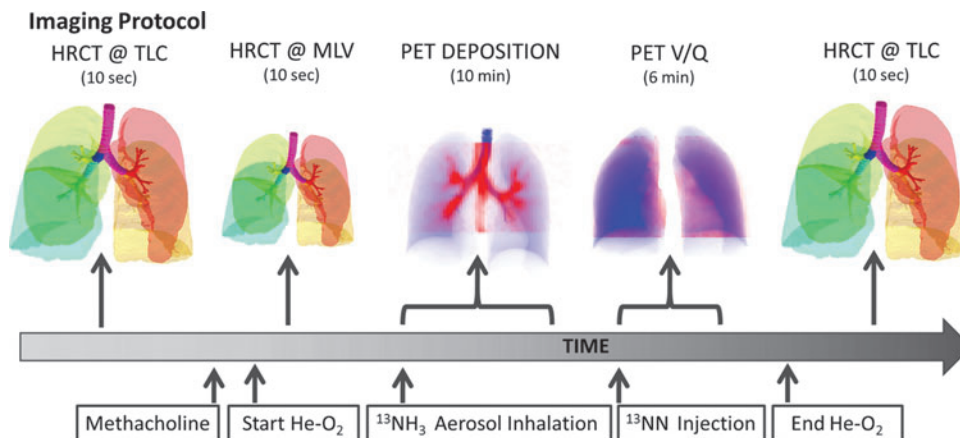 Imaging Protocol
HRCT @ TLC
(10 sec)
HRCT @ MLV
(10 sec)
PET DEPOSITION
(10 min)
PET V/Q
(6 min)
HRCT @ TLC
(10 sec)
TIME
Methacholine
Start He-O₂
¹³NH₃ Aerosol Inhalation
¹³NN Injection
End He-O₂